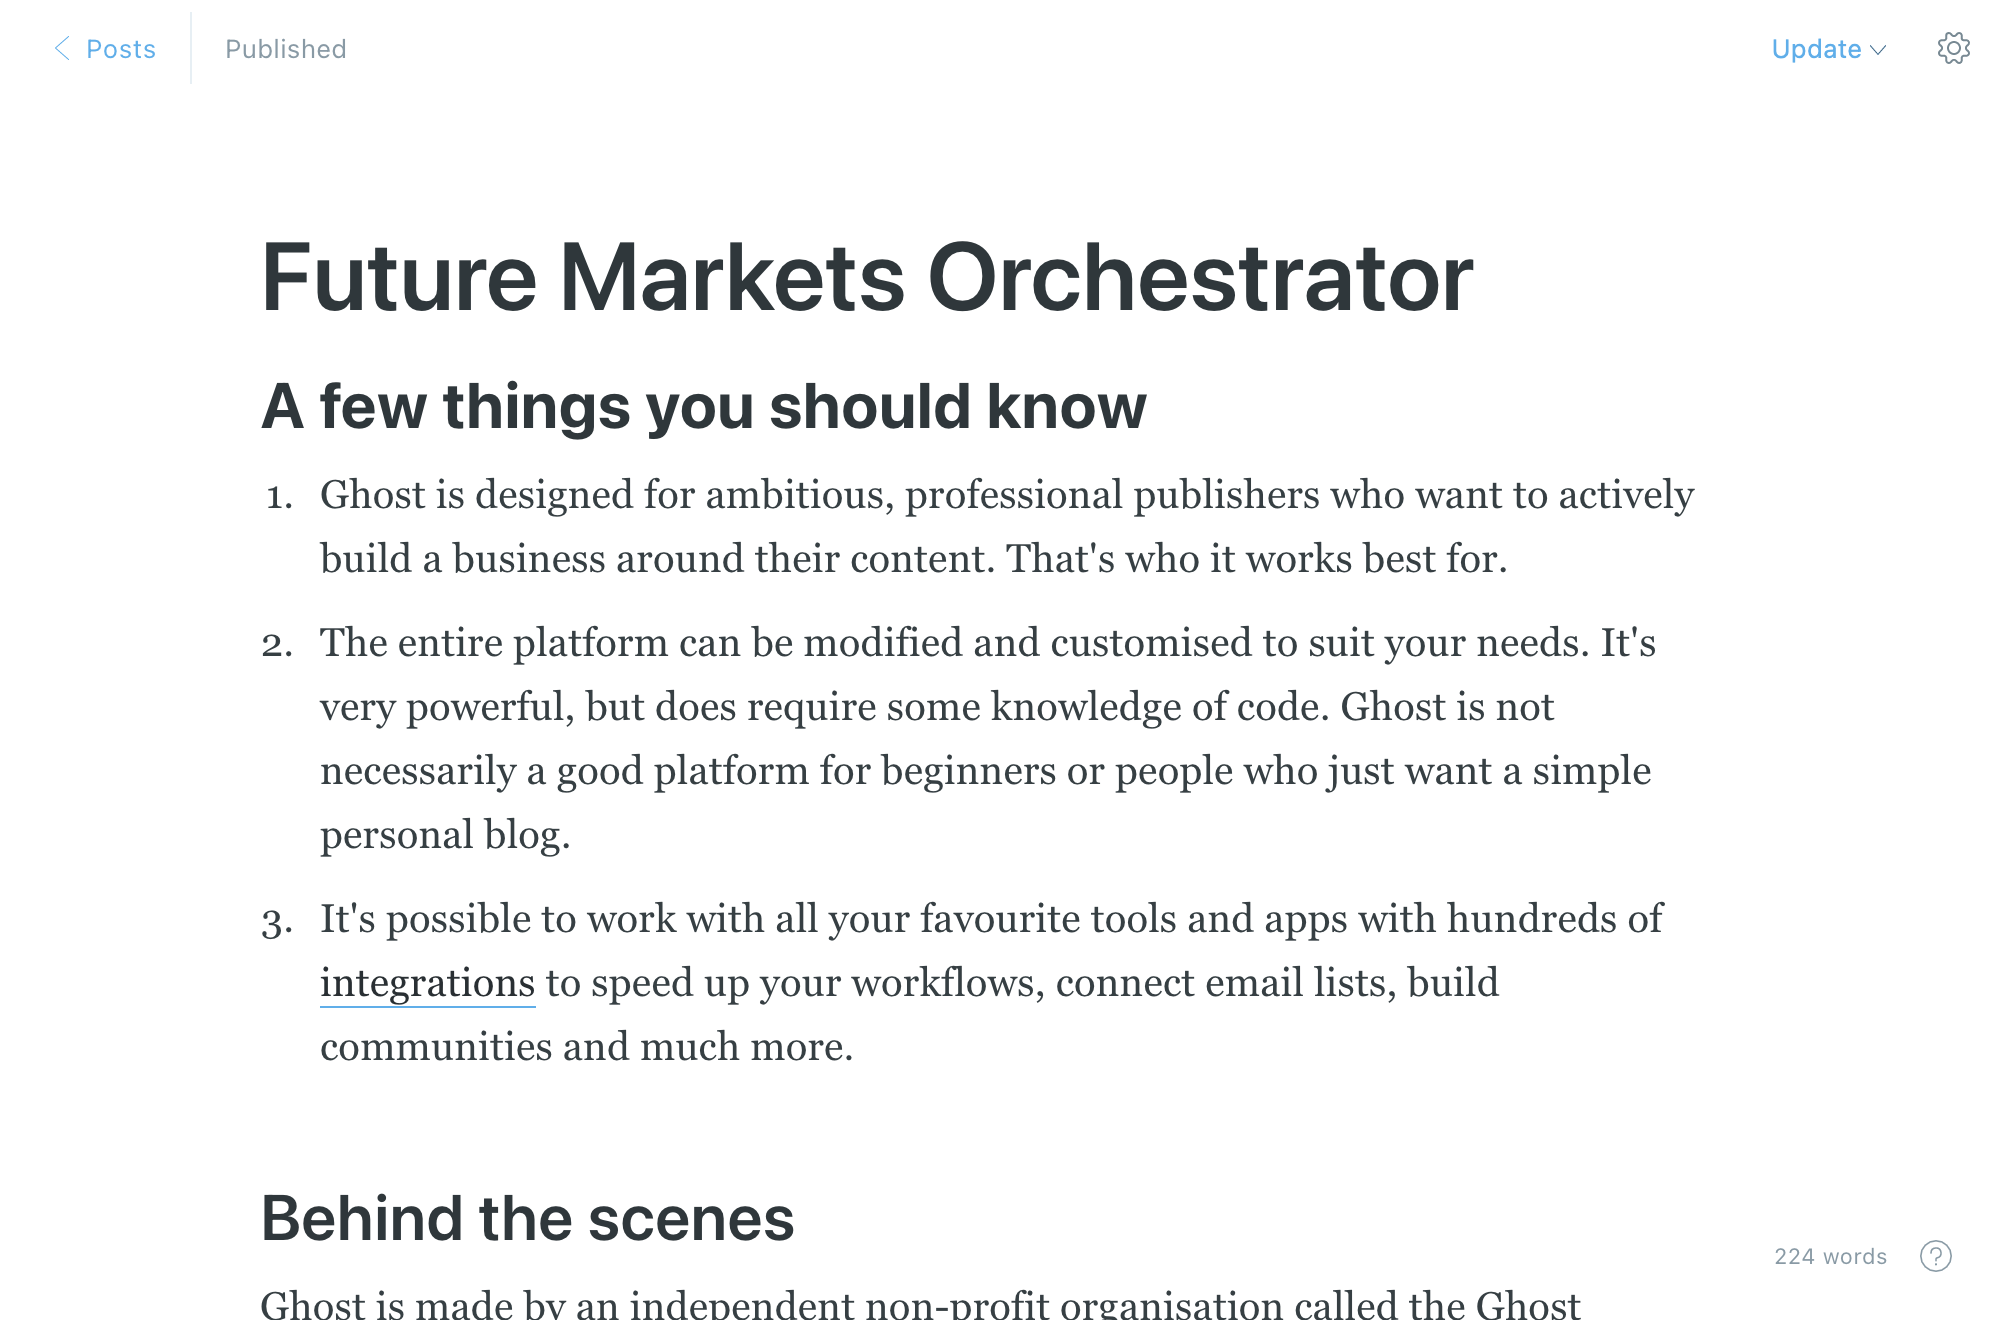 Posts
Published
Update
Future Markets Orchestrator
A few things you should know
1. Ghost is designed for ambitious, professional publishers who want to actively
build a business around their content. That's who it works best for.
2. The entire platform can be modified and customised to suit your needs. It's
very powerful, but does require some knowledge of code. Ghost is not
necessarily a good platform for beginners or people who just want a simple
personal blog.
3. It's possible to work with all your favourite tools and apps with hundreds of
integrations to speed up your workflows, connect email lists, build
communities and much more.
Behind the scenes
224 words
?
Ghost is made by an independent non-profit organisation called the Ghost